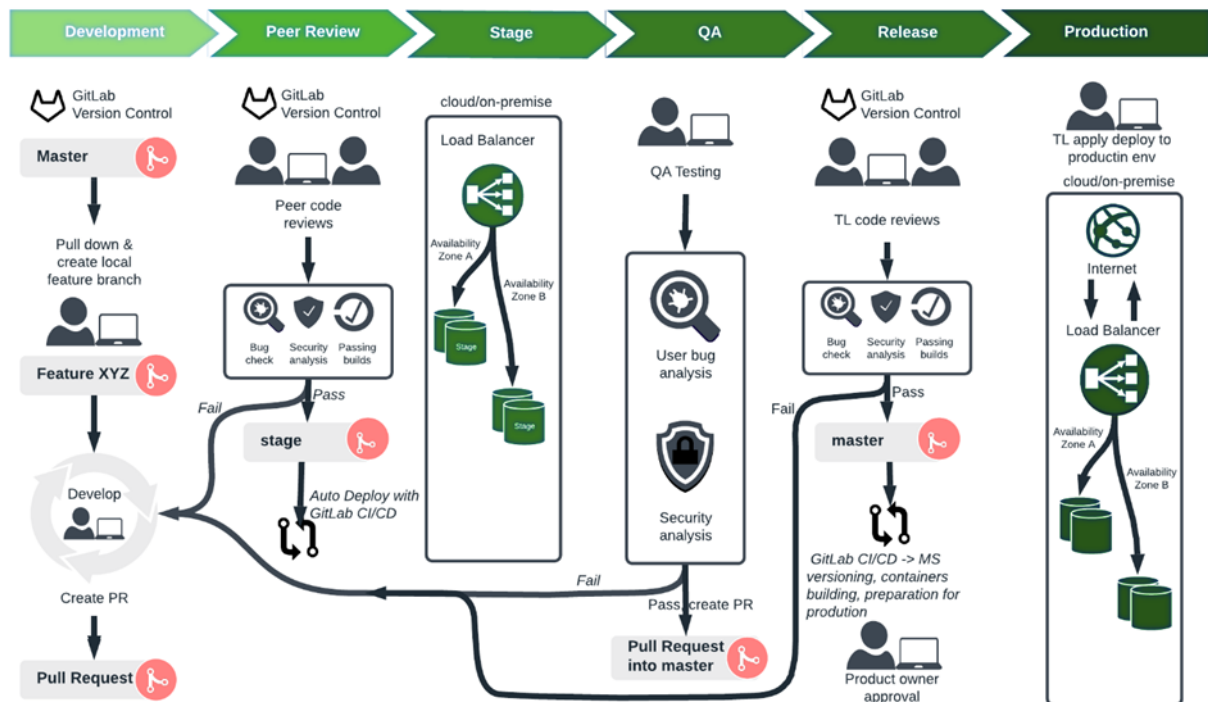 Development
Peer Review
Stage
QA
Release
Production
GitLab
Version Control
Master
Pull down &
create local
feature branch
Feature XYZ
Develop
Create PR
Pull Request
GitLab
Version Control
Peer code
reviews
Bug
check
Security
analysis
Passing
builds
Fail
Pass
stage
Auto Deploy with
GitLab CI/CD
cloud/on-premise
Load Balancer
Availability
Zone A
Availability
Zone B
Stage
Stage
QA Testing
User bug
analysis
Security
analysis
Fail
Pass, create PR
Pull Request
into master
GitLab
Version Control
TL code reviews
Bug
check
Security
analysis
Passing
builds
Fail
Pass
master
GitLab CI/CD -> MS
versioning, containers
building, preparation for
prodution
Product owner
approval
TL apply deploy to
productin env
cloud/on-premise
Internet
Load Balancer
Availability
Zone A
Availability
Zone B